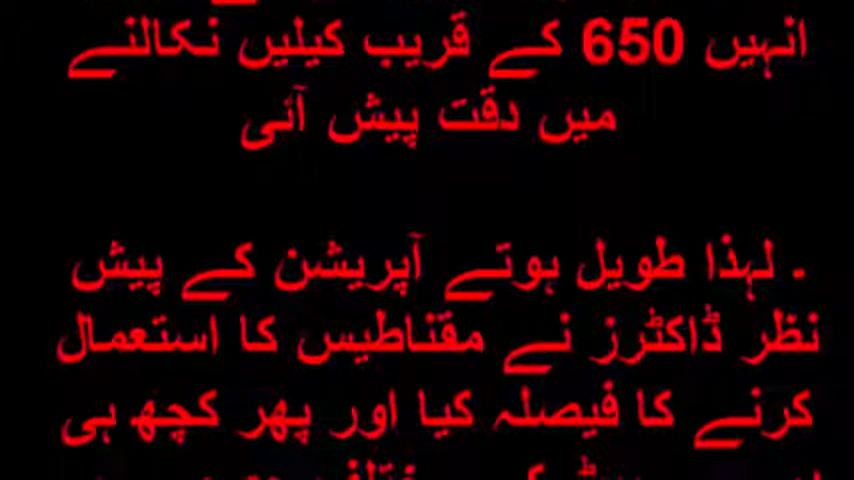 انہیں 650 کے قریب کیلیں نکالنے
میں دقت پیش آئی
۔ لہذا طویل ہوتے آپریشن کے پیش
نظر ڈاکٹرز نے مقناطیس کا استعمال
کرنے کا فیصلہ کیا اور پھر کچھ ہی